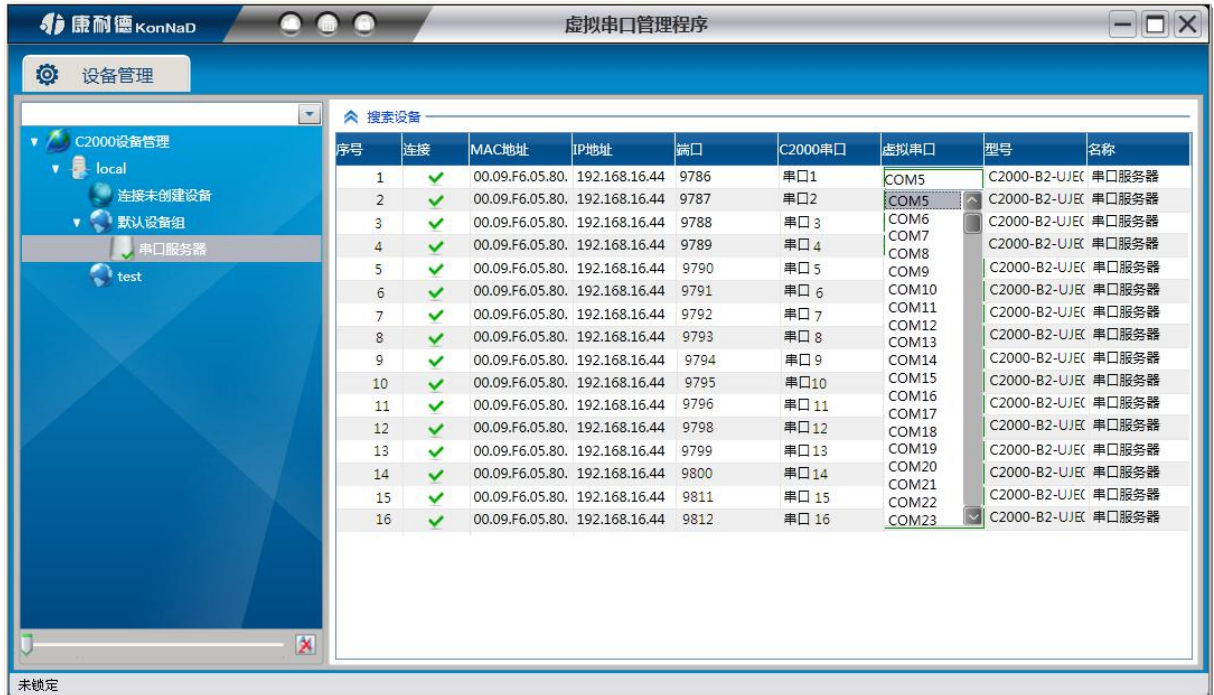 康耐德 KonNaD
虚拟串口管理程序
设备管理
C2000设备管理
local
连接未创建设备
默认设备组
串口服务器
test
搜索设备
序号 连接 MAC地址 IP地址 端口 C2000串口 虚拟串口 型号 名称
1 00.09.F6.05.80. 192.168.16.44 9786 串口1 COM5 C2000-B2-UJE( 串口服务器
2 00.09.F6.05.80. 192.168.16.44 9787 串口2 COM5 C2000-B2-UJE( 串口服务器
3 00.09.F6.05.80. 192.168.16.44 9788 串口 3 COM6 C2000-B2-UJE( 串口服务器
COM7
4 00.09.F6.05.80. 192.168.16.44 9789 串口 4 COM8 C2000-B2-UJE( 串口服务器
5 00.09.F6.05.80. 192.168.16.44 9790 串口 5 COM9 C2000-B2-UJE( 串口服务器
6 00.09.F6.05.80. 192.168.16.44 9791 串口 6 COM10 C2000-B2-UJE( 串口服务器
7 00.09.F6.05.80. 192.168.16.44 9792 串口 7 COM11 C2000-B2-UJE( 串口服务器
COM12
8 00.09.F6.05.80. 192.168.16.44 9793 串口 8 COM13 C2000-B2-UJE( 串口服务器
9 00.09.F6.05.80. 192.168.16.44 9794 串口 9 COM14 C2000-B2-UJE( 串口服务器
10 00.09.F6.05.80. 192.168.16.44 9795 串口10 COM15 C2000-B2-UJE( 串口服务器
11 00.09.F6.05.80. 192.168.16.44 9796 串口 11 COM16 C2000-B2-UJE( 串口服务器
COM17
12 00.09.F6.05.80. 192.168.16.44 9798 串口 12 COM18 C2000-B2-UJE( 串口服务器
13 00.09.F6.05.80. 192.168.16.44 9799 串口 13 COM19 C2000-B2-UJE( 串口服务器
14 00.09.F6.05.80. 192.168.16.44 9800 串口 14 COM20 C2000-B2-UJE( 串口服务器
COM21
15 00.09.F6.05.80. 192.168.16.44 9811 串口 15 COM22 C2000-B2-UJE( 串口服务器
16 00.09.F6.05.80. 192.168.16.44 9812 串口 16 COM23 C2000-B2-UJE( 串口服务器
未锁定